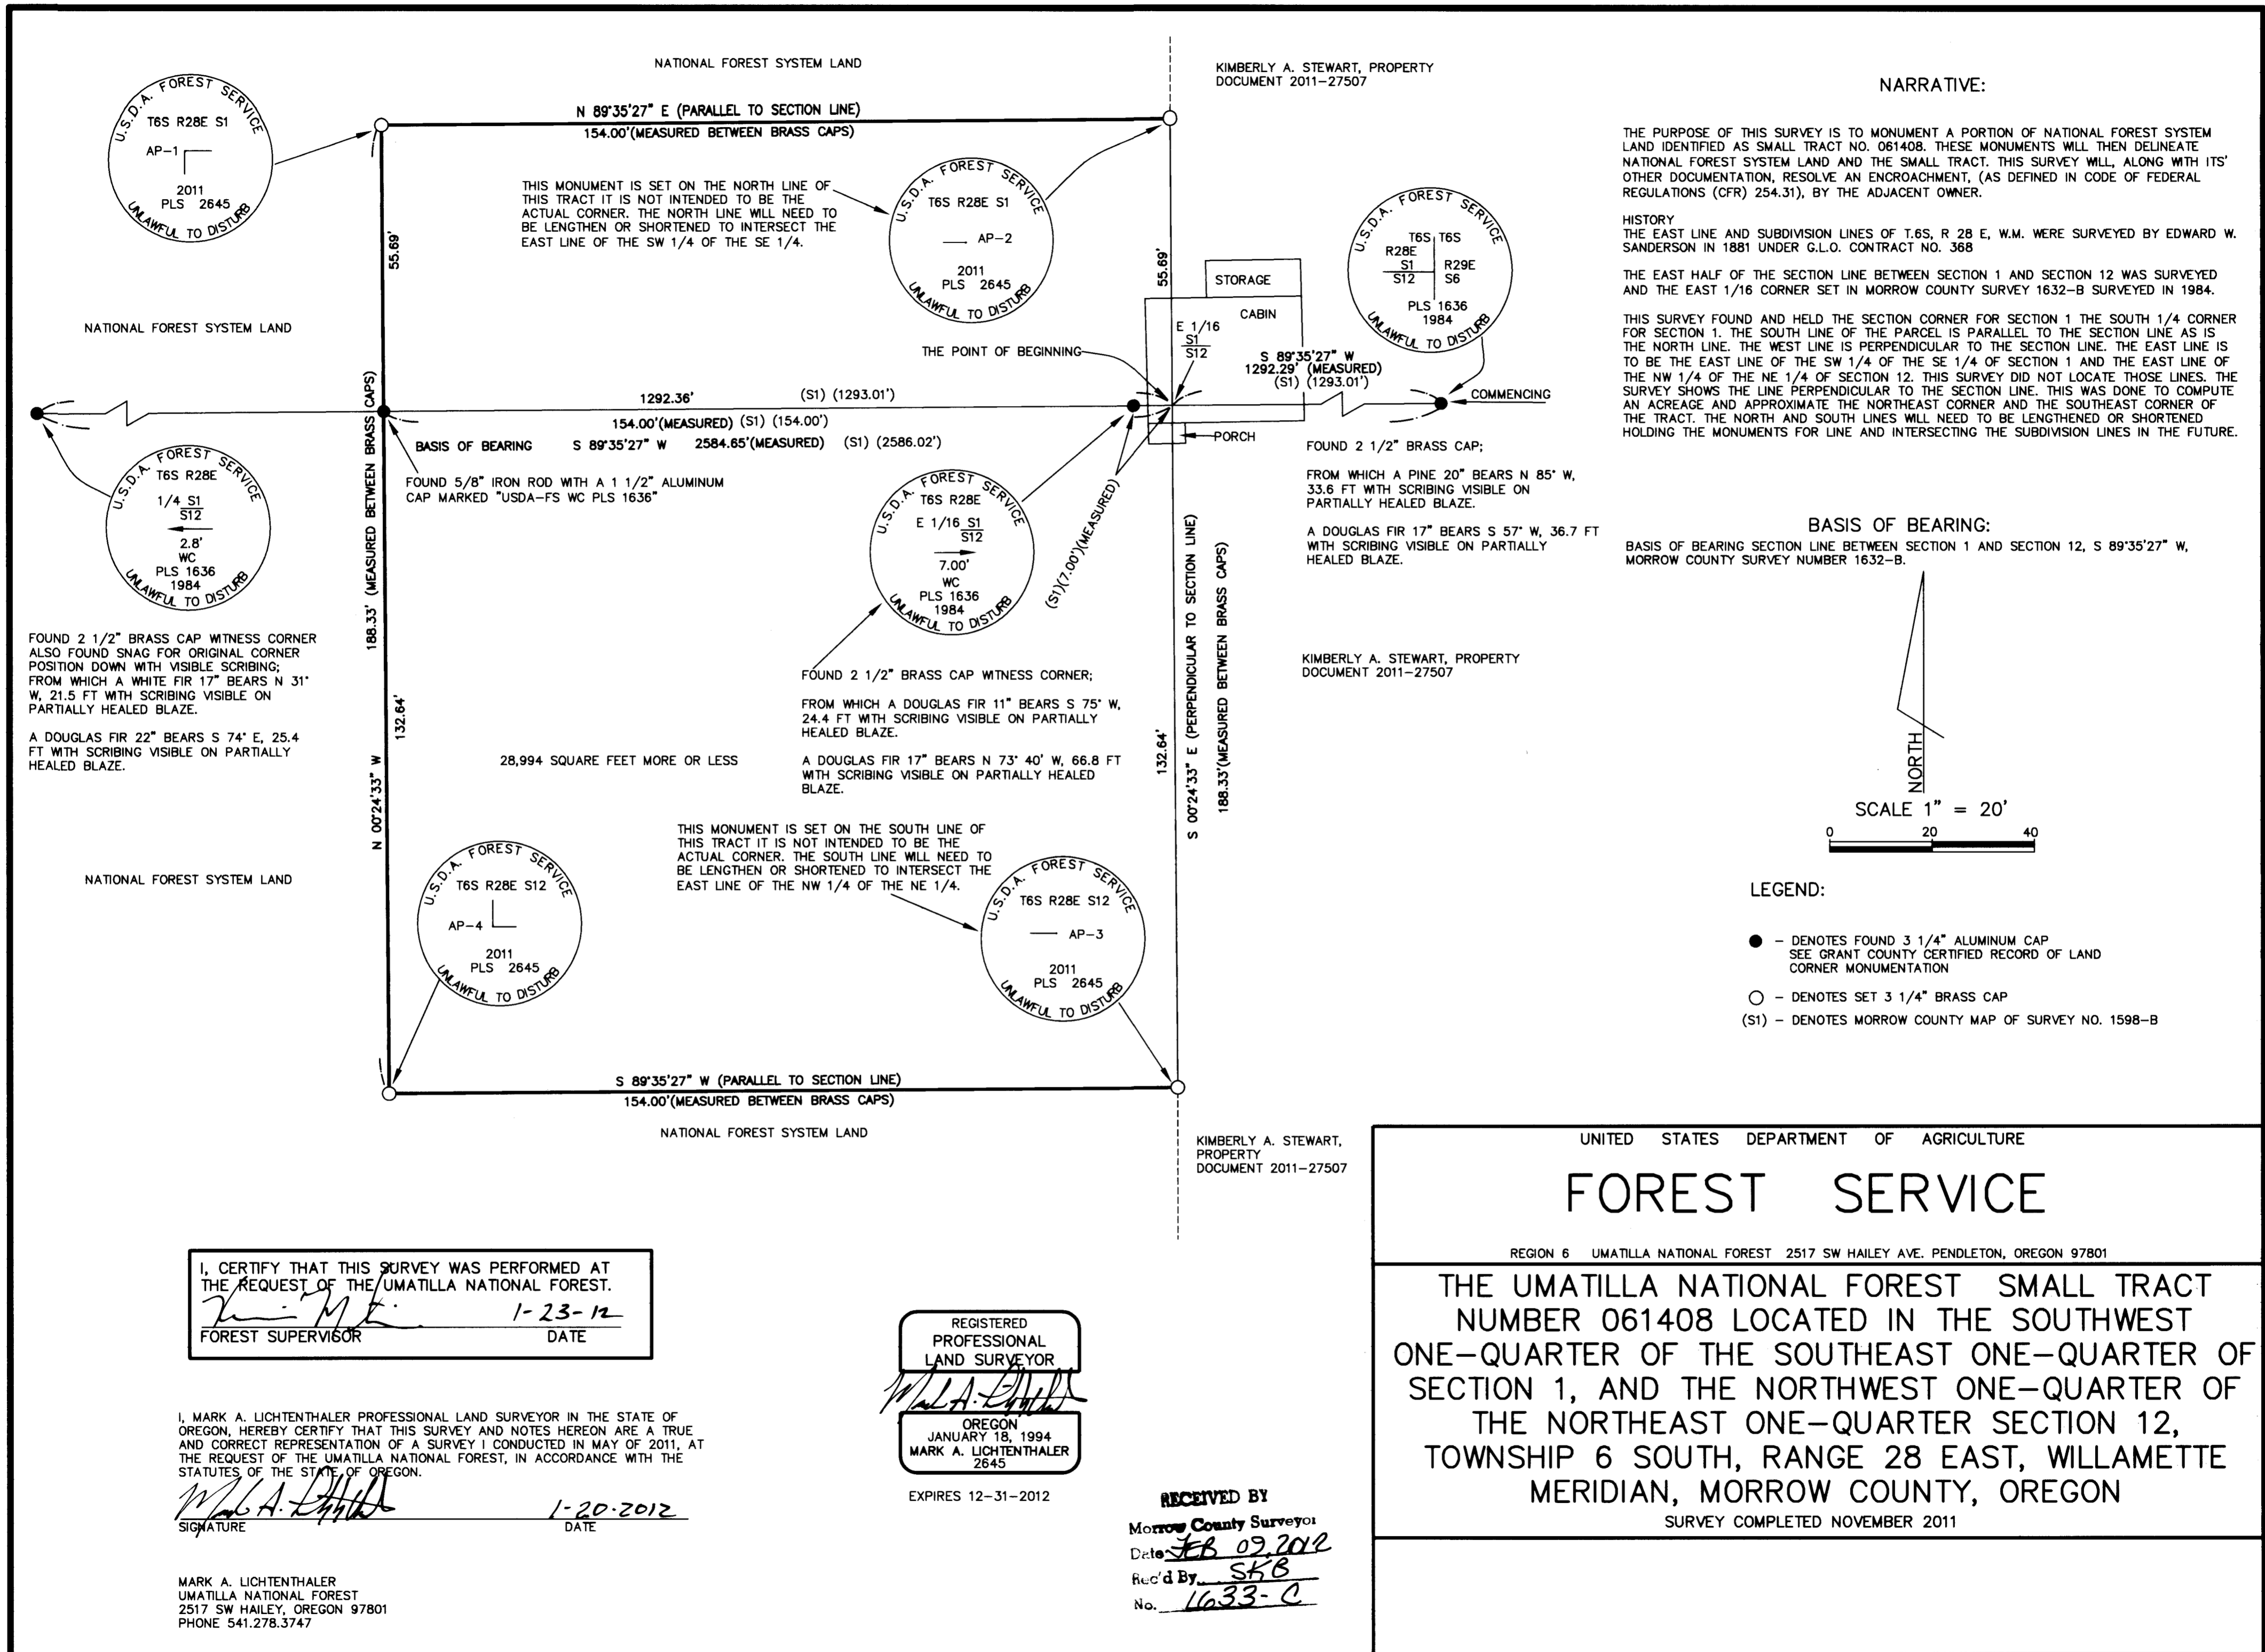 NATIONAL FOREST SYSTEM LAND
KIMBERLY A. STEWART, PROPERTY
DOCUMENT 2011-27507
U.S.D.A. FOREST SERVICE
T6S R28E S1
AP-1
2011
PLS 2645
UNLAWFUL TO DISTURB
N 89°35'27" E (PARALLEL TO SECTION LINE)
154.00'(MEASURED BETWEEN BRASS CAPS)
THIS MONUMENT IS SET ON THE NORTH LINE OF
THIS TRACT IT IS NOT INTENDED TO BE THE
ACTUAL CORNER. THE NORTH LINE WILL NEED TO
BE LENGTHEN OR SHORTENED TO INTERSECT THE
EAST LINE OF THE SW 1/4 OF THE SE 1/4.
U.S.D.A. FOREST SERVICE
T6S R28E S1
AP-2
2011
PLS 2645
UNLAWFUL TO DISTURB
55.69'
55.69'
STORAGE
CABIN
E 1/16
S1
S12
PORCH
U.S.D.A. FOREST SERVICE
T6S T6S
R28E
S1 R29E
S12 S6
PLS 1636
1984
UNLAWFUL TO DISTURB
NATIONAL FOREST SYSTEM LAND
THE POINT OF BEGINNING
S 89°35'27" W
1292.29' (MEASURED)
(S1) (1293.01')
COMMENCING
1292.36' (S1) (1293.01')
154.00'(MEASURED) (S1) (154.00')
BASIS OF BEARING S 89°35'27" W 2584.65'(MEASURED) (S1) (2586.02')
FOUND 5/8" IRON ROD WITH A 1 1/2" ALUMINUM
CAP MARKED "USDA-FS WC PLS 1636"
U.S.D.A. FOREST SERVICE
T6S R28E
1/4 S1
S12
2.8'
WC
PLS 1636
1984
UNLAWFUL TO DISTURB
FOUND 2 1/2" BRASS CAP WITNESS CORNER
ALSO FOUND SNAG FOR ORIGINAL CORNER
POSITION DOWN WITH VISIBLE SCRIBING;
FROM WHICH A WHITE FIR 17" BEARS N 31°
W, 21.5 FT WITH SCRIBING VISIBLE ON
PARTIALLY HEALED BLAZE.
A DOUGLAS FIR 22" BEARS S 74° E, 25.4
FT WITH SCRIBING VISIBLE ON PARTIALLY
HEALED BLAZE.
188.33' (MEASURED BETWEEN BRASS CAPS)
132.64'
N 00°24'33" W
U.S.D.A. FOREST SERVICE
T6S R28E
E 1/16 S1
S12
7.00'
WC
PLS 1636
1984
UNLAWFUL TO DISTURB
(S1)(7.00')(MEASURED)
FOUND 2 1/2" BRASS CAP WITNESS CORNER;
FROM WHICH A DOUGLAS FIR 11" BEARS S 75° W,
24.4 FT WITH SCRIBING VISIBLE ON PARTIALLY
HEALED BLAZE.
A DOUGLAS FIR 17" BEARS N 73° 40' W, 66.8 FT
WITH SCRIBING VISIBLE ON PARTIALLY HEALED
BLAZE.
28,994 SQUARE FEET MORE OR LESS
132.64'
S 00°24'33" E (PERPENDICULAR TO SECTION LINE)
188.33'(MEASURED BETWEEN BRASS CAPS)
FOUND 2 1/2" BRASS CAP;
FROM WHICH A PINE 20" BEARS N 85° W,
33.6 FT WITH SCRIBING VISIBLE ON
PARTIALLY HEALED BLAZE.
A DOUGLAS FIR 17" BEARS S 57° W, 36.7 FT
WITH SCRIBING VISIBLE ON PARTIALLY
HEALED BLAZE.
KIMBERLY A. STEWART, PROPERTY
DOCUMENT 2011-27507
NATIONAL FOREST SYSTEM LAND
U.S.D.A. FOREST SERVICE
T6S R28E S12
AP-4
2011
PLS 2645
UNLAWFUL TO DISTURB
THIS MONUMENT IS SET ON THE SOUTH LINE OF
THIS TRACT IT IS NOT INTENDED TO BE THE
ACTUAL CORNER. THE SOUTH LINE WILL NEED TO
BE LENGTHEN OR SHORTENED TO INTERSECT THE
EAST LINE OF THE NW 1/4 OF THE NE 1/4.
U.S.D.A. FOREST SERVICE
T6S R28E S12
AP-3
2011
PLS 2645
UNLAWFUL TO DISTURB
S 89°35'27" W (PARALLEL TO SECTION LINE)
154.00'(MEASURED BETWEEN BRASS CAPS)
NATIONAL FOREST SYSTEM LAND
KIMBERLY A. STEWART,
PROPERTY
DOCUMENT 2011-27507
NARRATIVE:
THE PURPOSE OF THIS SURVEY IS TO MONUMENT A PORTION OF NATIONAL FOREST SYSTEM
LAND IDENTIFIED AS SMALL TRACT NO. 061408. THESE MONUMENTS WILL THEN DELINEATE
NATIONAL FOREST SYSTEM LAND AND THE SMALL TRACT. THIS SURVEY WILL, ALONG WITH ITS'
OTHER DOCUMENTATION, RESOLVE AN ENCROACHMENT, (AS DEFINED IN CODE OF FEDERAL
REGULATIONS (CFR) 254.31), BY THE ADJACENT OWNER.
HISTORY
THE EAST LINE AND SUBDIVISION LINES OF T.6S, R 28 E, W.M. WERE SURVEYED BY EDWARD W.
SANDERSON IN 1881 UNDER G.L.O. CONTRACT NO. 368
THE EAST HALF OF THE SECTION LINE BETWEEN SECTION 1 AND SECTION 12 WAS SURVEYED
AND THE EAST 1/16 CORNER SET IN MORROW COUNTY SURVEY 1632-B SURVEYED IN 1984.
THIS SURVEY FOUND AND HELD THE SECTION CORNER FOR SECTION 1 THE SOUTH 1/4 CORNER
FOR SECTION 1. THE SOUTH LINE OF THE PARCEL IS PARALLEL TO THE SECTION LINE AS IS
THE NORTH LINE. THE WEST LINE IS PERPENDICULAR TO THE SECTION LINE. THE EAST LINE IS
TO BE THE EAST LINE OF THE SW 1/4 OF THE SE 1/4 OF SECTION 1 AND THE EAST LINE OF
THE NW 1/4 OF THE NE 1/4 OF SECTION 12. THIS SURVEY DID NOT LOCATE THOSE LINES. THE
SURVEY SHOWS THE LINE PERPENDICULAR TO THE SECTION LINE. THIS WAS DONE TO COMPUTE
AN ACREAGE AND APPROXIMATE THE NORTHEAST CORNER AND THE SOUTHEAST CORNER OF
THE TRACT. THE NORTH AND SOUTH LINES WILL NEED TO BE LENGTHENED OR SHORTENED
HOLDING THE MONUMENTS FOR LINE AND INTERSECTING THE SUBDIVISION LINES IN THE FUTURE.
BASIS OF BEARING:
BASIS OF BEARING SECTION LINE BETWEEN SECTION 1 AND SECTION 12, S 89°35'27" W,
MORROW COUNTY SURVEY NUMBER 1632-B.
NORTH
SCALE 1" = 20'
0 20 40
LEGEND:
- DENOTES FOUND 3 1/4" ALUMINUM CAP
SEE GRANT COUNTY CERTIFIED RECORD OF LAND
CORNER MONUMENTATION
- DENOTES SET 3 1/4" BRASS CAP
(S1) - DENOTES MORROW COUNTY MAP OF SURVEY NO. 1598-B
UNITED STATES DEPARTMENT OF AGRICULTURE
FOREST SERVICE
REGION 6 UMATILLA NATIONAL FOREST 2517 SW HAILEY AVE. PENDLETON, OREGON 97801
THE UMATILLA NATIONAL FOREST SMALL TRACT
NUMBER 061408 LOCATED IN THE SOUTHWEST
ONE-QUARTER OF THE SOUTHEAST ONE-QUARTER OF
SECTION 1, AND THE NORTHWEST ONE-QUARTER OF
THE NORTHEAST ONE-QUARTER SECTION 12,
TOWNSHIP 6 SOUTH, RANGE 28 EAST, WILLAMETTE
MERIDIAN, MORROW COUNTY, OREGON
SURVEY COMPLETED NOVEMBER 2011
I, CERTIFY THAT THIS SURVEY WAS PERFORMED AT
THE REQUEST OF THE UMATILLA NATIONAL FOREST.
1-23-12
FOREST SUPERVISOR DATE
I, MARK A. LICHTENTHALER PROFESSIONAL LAND SURVEYOR IN THE STATE OF
OREGON, HEREBY CERTIFY THAT THIS SURVEY AND NOTES HEREON ARE A TRUE
AND CORRECT REPRESENTATION OF A SURVEY I CONDUCTED IN MAY OF 2011, AT
THE REQUEST OF THE UMATILLA NATIONAL FOREST, IN ACCORDANCE WITH THE
STATUTES OF THE STATE OF OREGON.
1-20-2012
SIGNATURE DATE
MARK A. LICHTENTHALER
UMATILLA NATIONAL FOREST
2517 SW HAILEY, OREGON 97801
PHONE 541.278.3747
REGISTERED
PROFESSIONAL
LAND SURVEYOR
OREGON
JANUARY 18, 1994
MARK A. LICHTENTHALER
2645
EXPIRES 12-31-2012
RECEIVED BY
Morrow County Surveyor
Date FEB 09, 2012
Rec'd By SKB
No. 1633-C